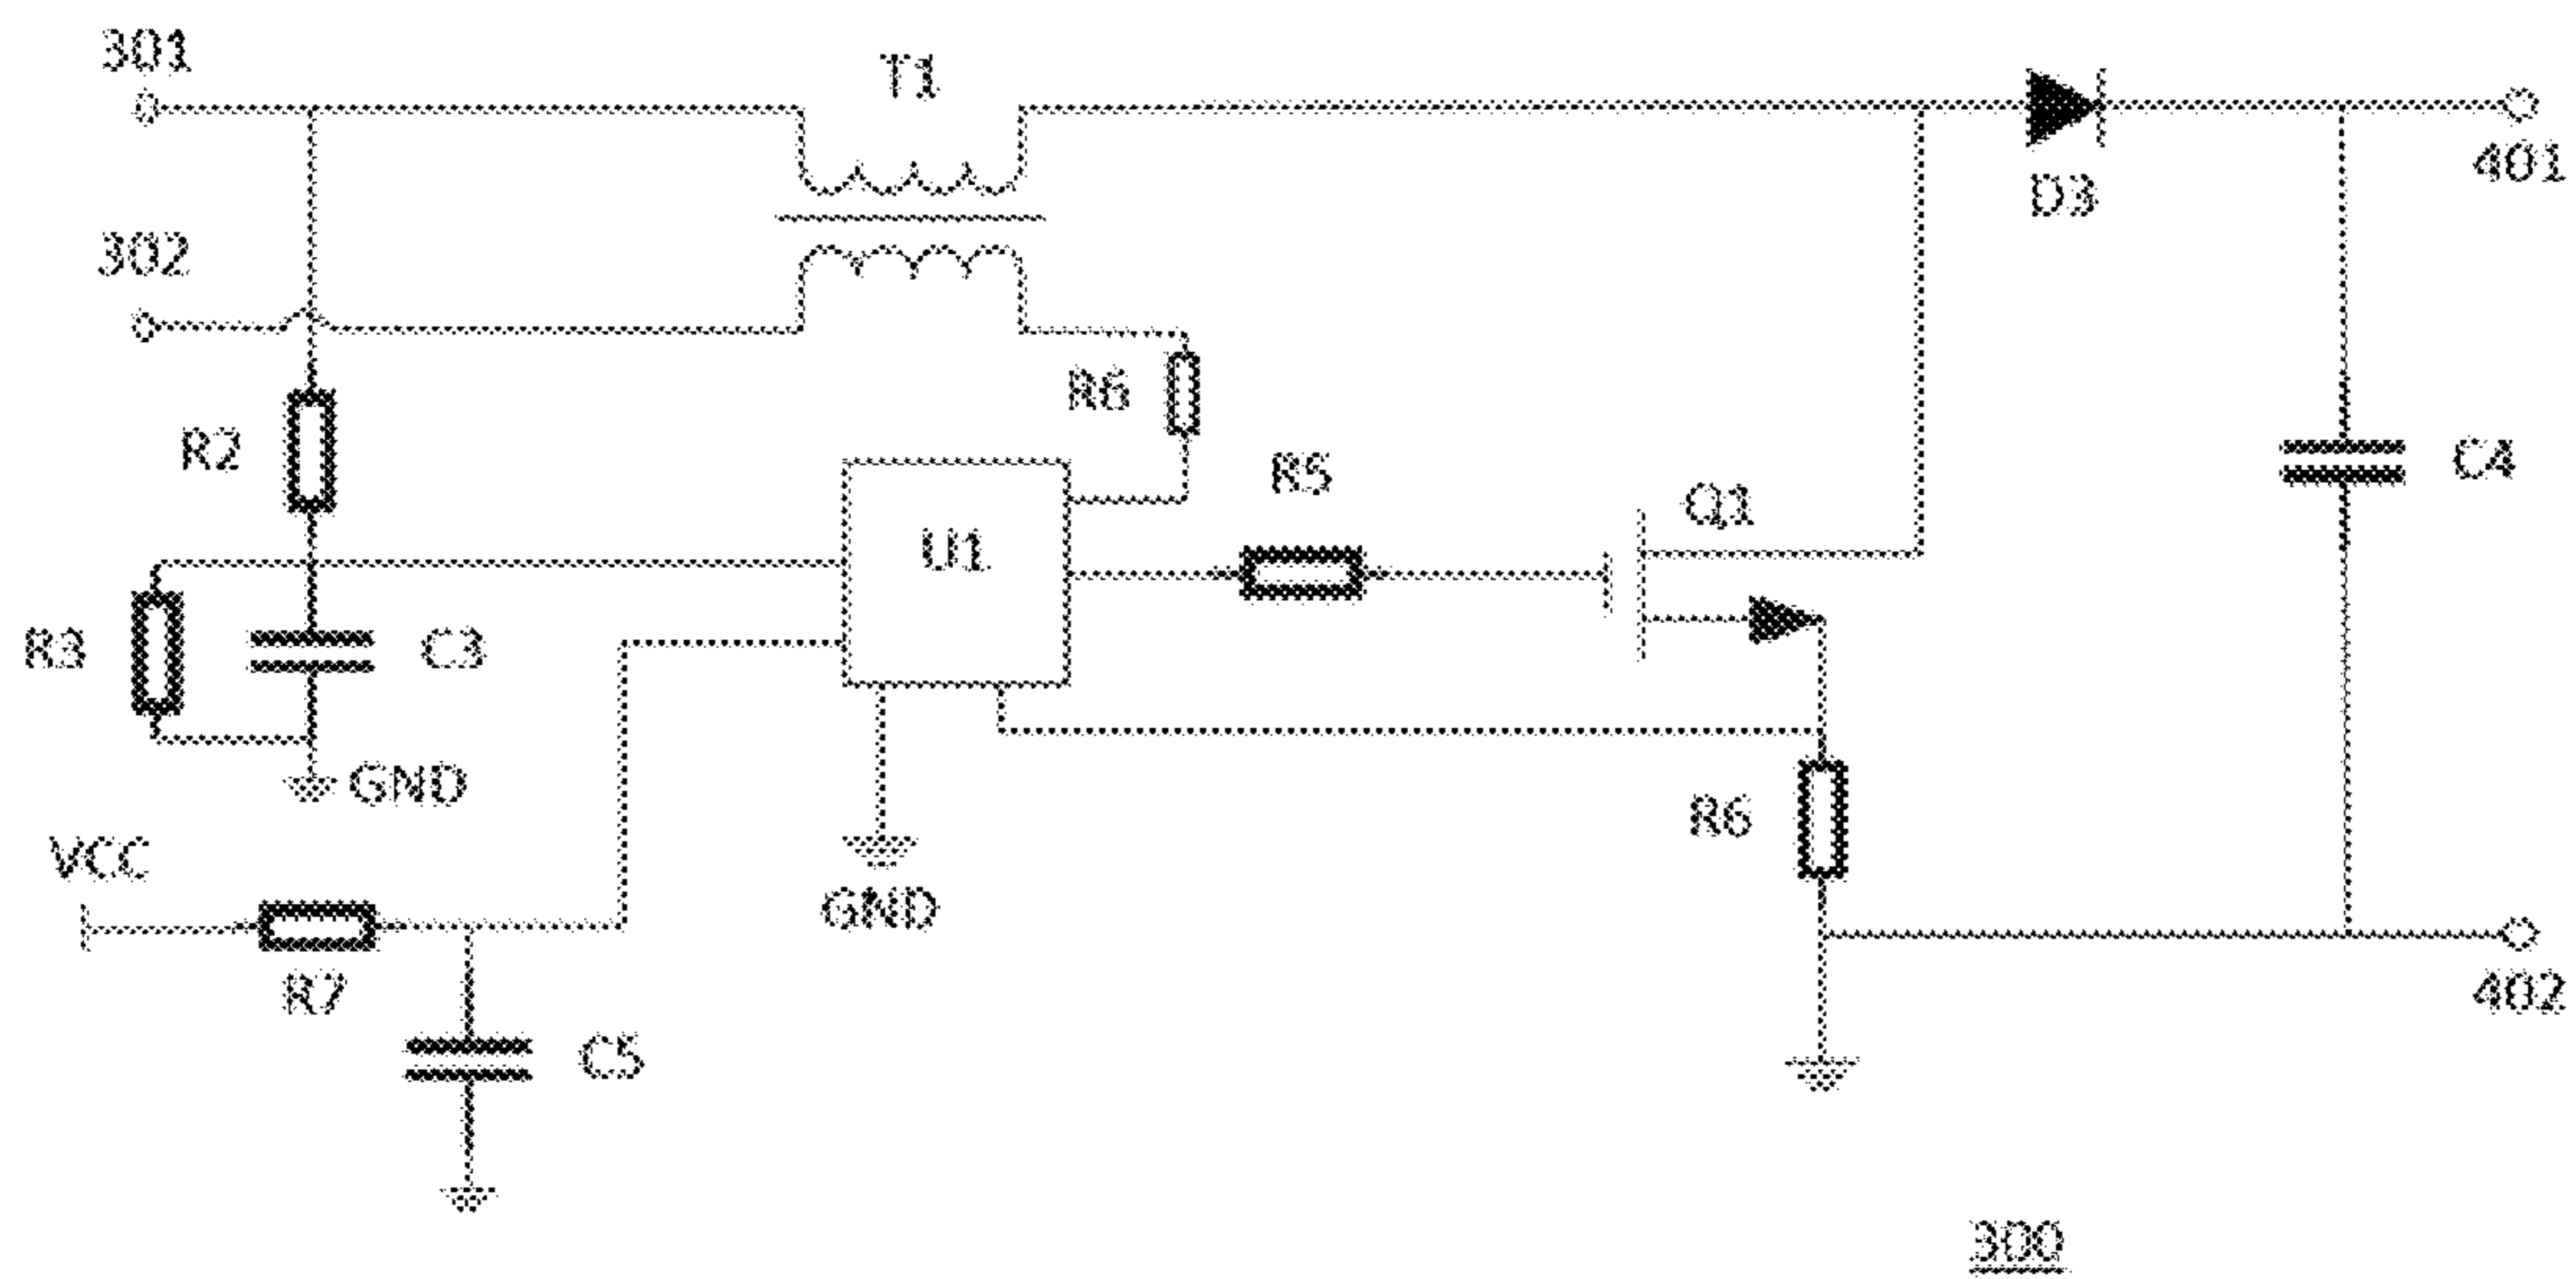 301
T1
401
D3
302
R6
R2
R5
C4
Q1
U1
R3
C3
GND
R6
VCC
GND
R7
402
C5
300